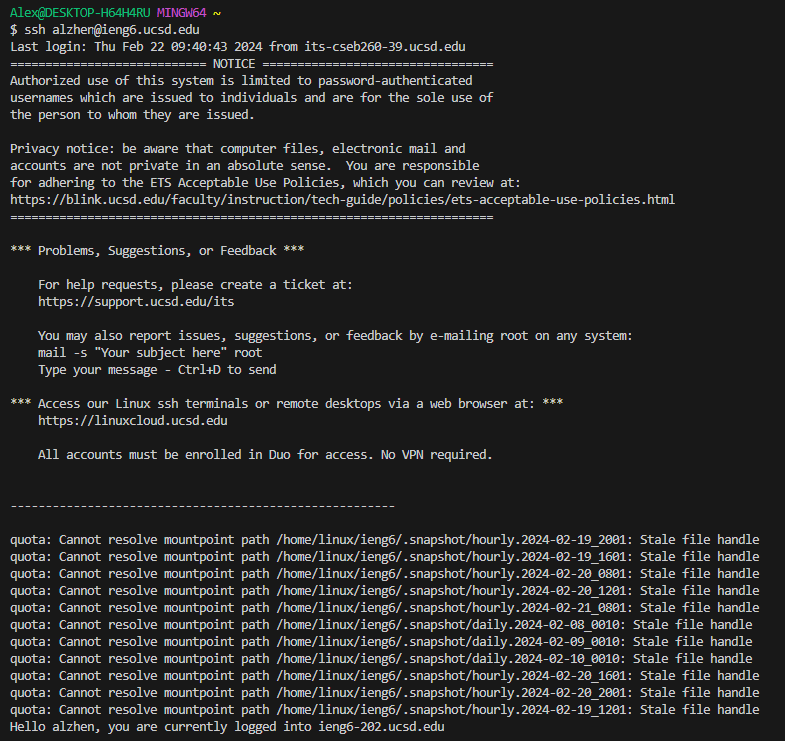 Alex@DESKTOP-H64H4RU MINGW64 ~
$ ssh alzhen@ieng6.ucsd.edu
Last login: Thu Feb 22 09:40:43 2024 from its-cseb260-39.ucsd.edu
============================ NOTICE =================================
Authorized use of this system is limited to password-authenticated
usernames which are issued to individuals and are for the sole use of
the person to whom they are issued.

Privacy notice: be aware that computer files, electronic mail and
accounts are not private in an absolute sense.  You are responsible
for adhering to the ETS Acceptable Use Policies, which you can review at:
https://blink.ucsd.edu/faculty/instruction/tech-guide/policies/ets-acceptable-use-policies.html
=====================================================================

*** Problems, Suggestions, or Feedback ***

    For help requests, please create a ticket at:
    https://support.ucsd.edu/its

    You may also report issues, suggestions, or feedback by e-mailing root on any system:
    mail -s "Your subject here" root
    Type your message - Ctrl+D to send

*** Access our Linux ssh terminals or remote desktops via a web browser at: ***
    https://linuxcloud.ucsd.edu

    All accounts must be enrolled in Duo for access. No VPN required.


-------------------------------------------------------

quota: Cannot resolve mountpoint path /home/linux/ieng6/.snapshot/hourly.2024-02-19_2001: Stale file handle
quota: Cannot resolve mountpoint path /home/linux/ieng6/.snapshot/hourly.2024-02-19_1601: Stale file handle
quota: Cannot resolve mountpoint path /home/linux/ieng6/.snapshot/hourly.2024-02-20_0801: Stale file handle
quota: Cannot resolve mountpoint path /home/linux/ieng6/.snapshot/hourly.2024-02-20_1201: Stale file handle
quota: Cannot resolve mountpoint path /home/linux/ieng6/.snapshot/hourly.2024-02-21_0801: Stale file handle
quota: Cannot resolve mountpoint path /home/linux/ieng6/.snapshot/daily.2024-02-08_0010: Stale file handle
quota: Cannot resolve mountpoint path /home/linux/ieng6/.snapshot/daily.2024-02-09_0010: Stale file handle
quota: Cannot resolve mountpoint path /home/linux/ieng6/.snapshot/daily.2024-02-10_0010: Stale file handle
quota: Cannot resolve mountpoint path /home/linux/ieng6/.snapshot/hourly.2024-02-20_1601: Stale file handle
quota: Cannot resolve mountpoint path /home/linux/ieng6/.snapshot/hourly.2024-02-20_2001: Stale file handle
quota: Cannot resolve mountpoint path /home/linux/ieng6/.snapshot/hourly.2024-02-19_1201: Stale file handle
Hello alzhen, you are currently logged into ieng6-202.ucsd.edu